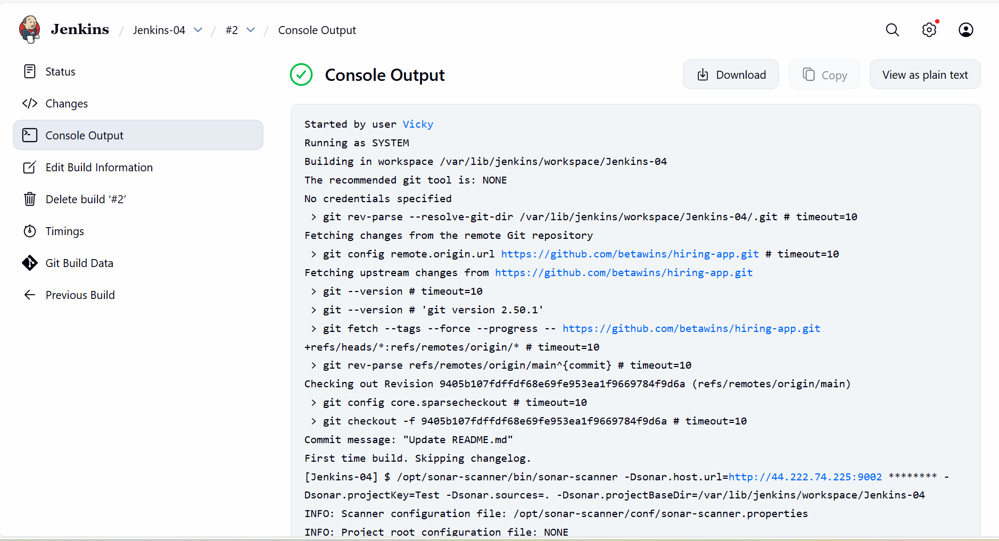 Jenkins / Jenkins-04 / #2 / Console Output
Status
Changes
Console Output
Edit Build Information
Delete build ‘#2’
Timings
Git Build Data
Previous Build
Console Output
Download
Copy
View as plain text
Started by user Vicky
Running as SYSTEM
Building in workspace /var/lib/jenkins/workspace/Jenkins-04
The recommended git tool is: NONE
No credentials specified
 > git rev-parse --resolve-git-dir /var/lib/jenkins/workspace/Jenkins-04/.git # timeout=10
Fetching changes from the remote Git repository
 > git config remote.origin.url https://github.com/betawins/hiring-app.git # timeout=10
Fetching upstream changes from https://github.com/betawins/hiring-app.git
 > git --version # timeout=10
 > git --version # 'git version 2.50.1'
 > git fetch --tags --force --progress -- https://github.com/betawins/hiring-app.git
+refs/heads/*:refs/remotes/origin/* # timeout=10
 > git rev-parse refs/remotes/origin/main^{commit} # timeout=10
Checking out Revision 9405b107fdffdf68e69fe953ea1f9669784f9d6a (refs/remotes/origin/main)
 > git config core.sparsecheckout # timeout=10
 > git checkout -f 9405b107fdffdf68e69fe953ea1f9669784f9d6a # timeout=10
Commit message: "Update README.md"
First time build. Skipping changelog.
[Jenkins-04] $ /opt/sonar-scanner/bin/sonar-scanner -Dsonar.host.url=http://44.222.74.225:9002 ******** -
Dsonar.projectKey=Test -Dsonar.sources=. -Dsonar.projectBaseDir=/var/lib/jenkins/workspace/Jenkins-04
INFO: Scanner configuration file: /opt/sonar-scanner/conf/sonar-scanner.properties
INFO: Project root configuration file: NONE